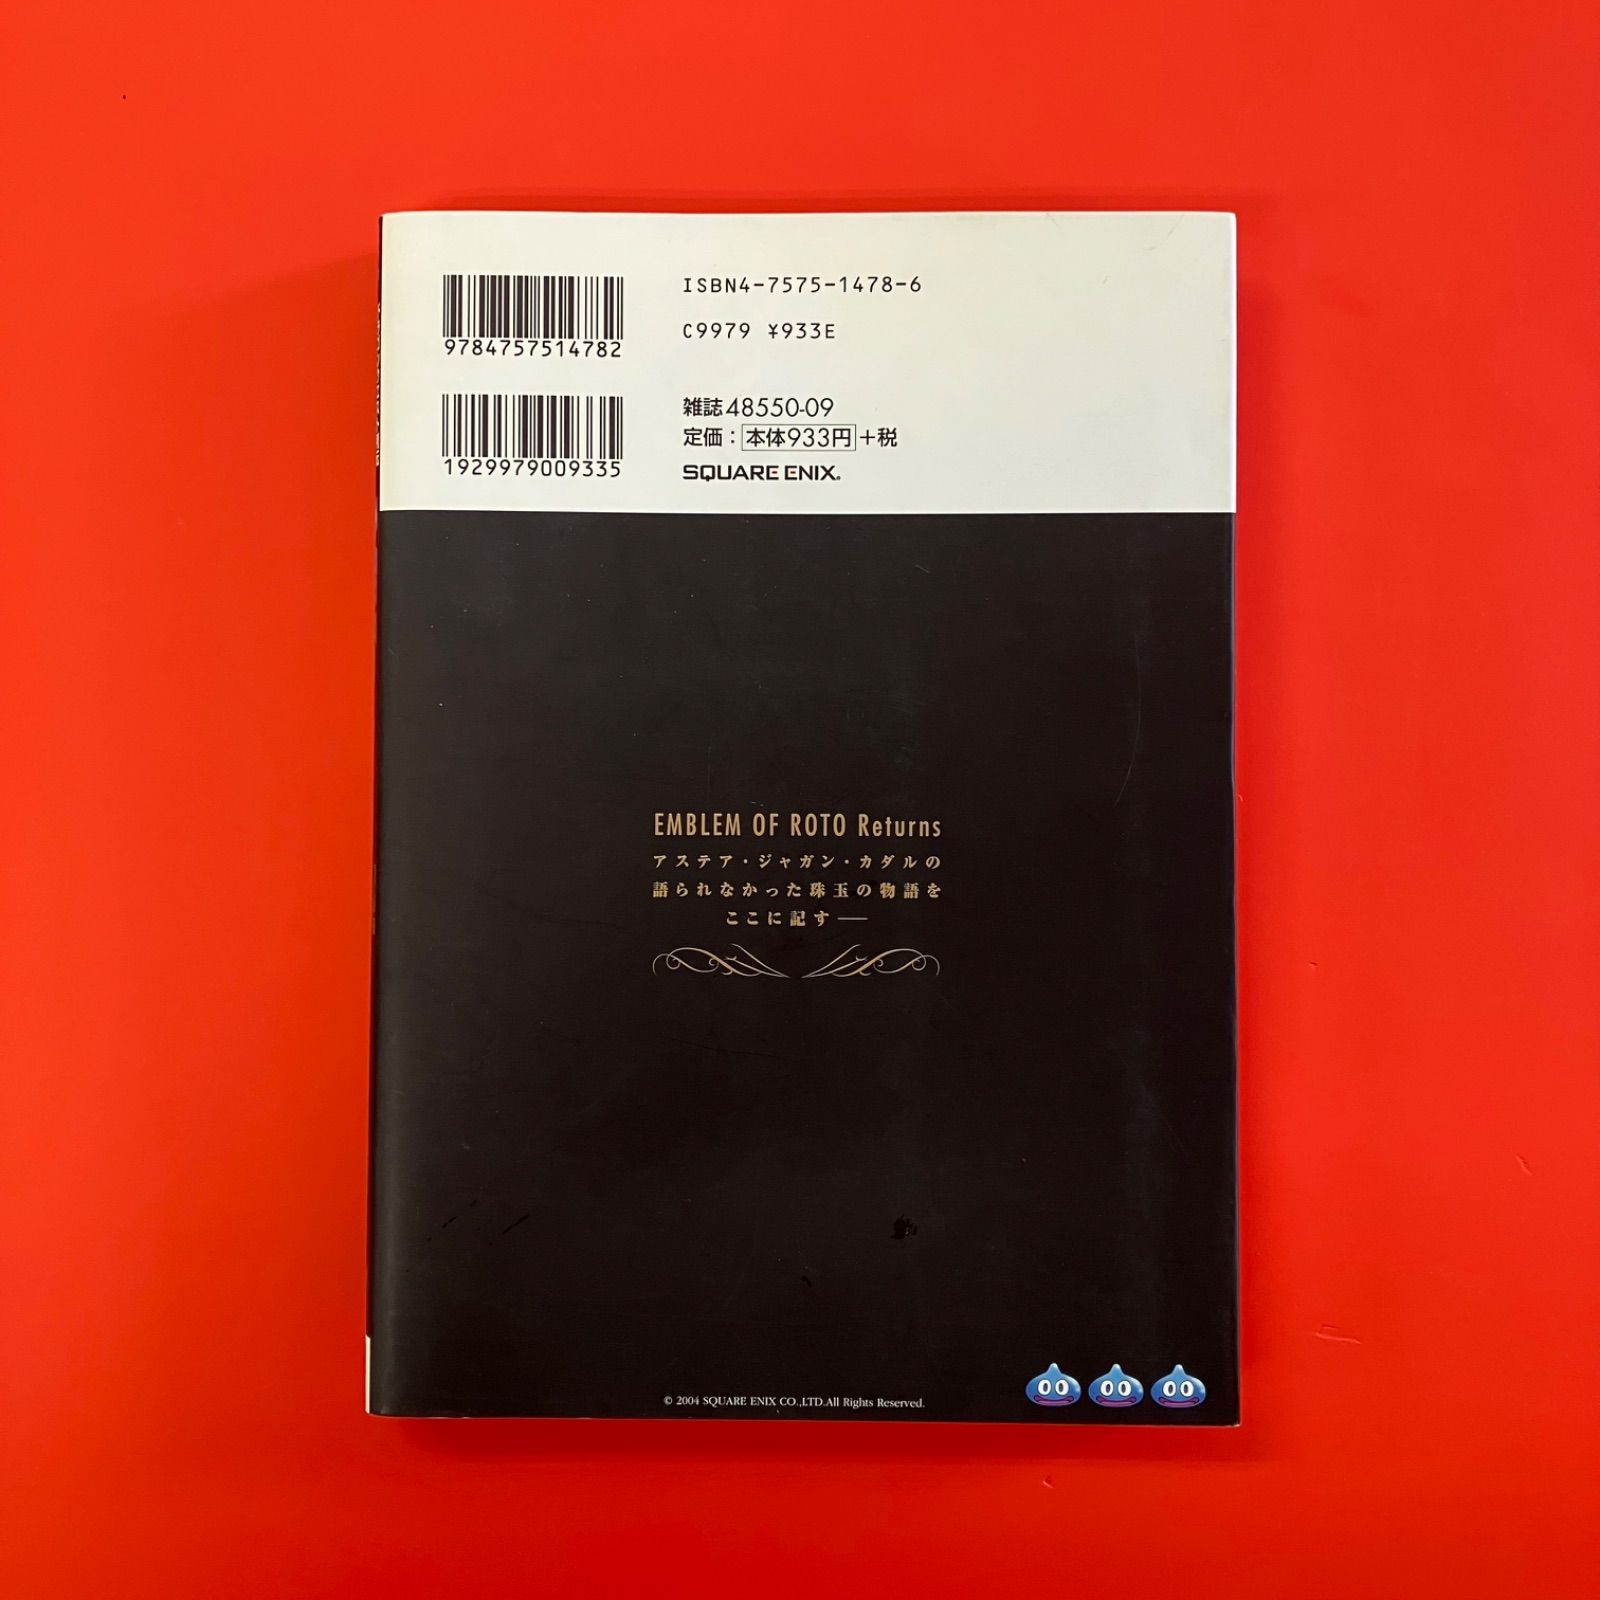 ISBN4-7575-1478-6
C9979 ¥933E
9784757514782
雑誌48550-09
定価：本体933円+税
1929979009335
SQUARE ENIX.
EMBLEM OF ROTO Returns
アステア・ジャガン・カダルの
語られなかった珠玉の物語を
ここに記す──
© 2004 SQUARE ENIX CO.,LTD.All Rights Reserved.